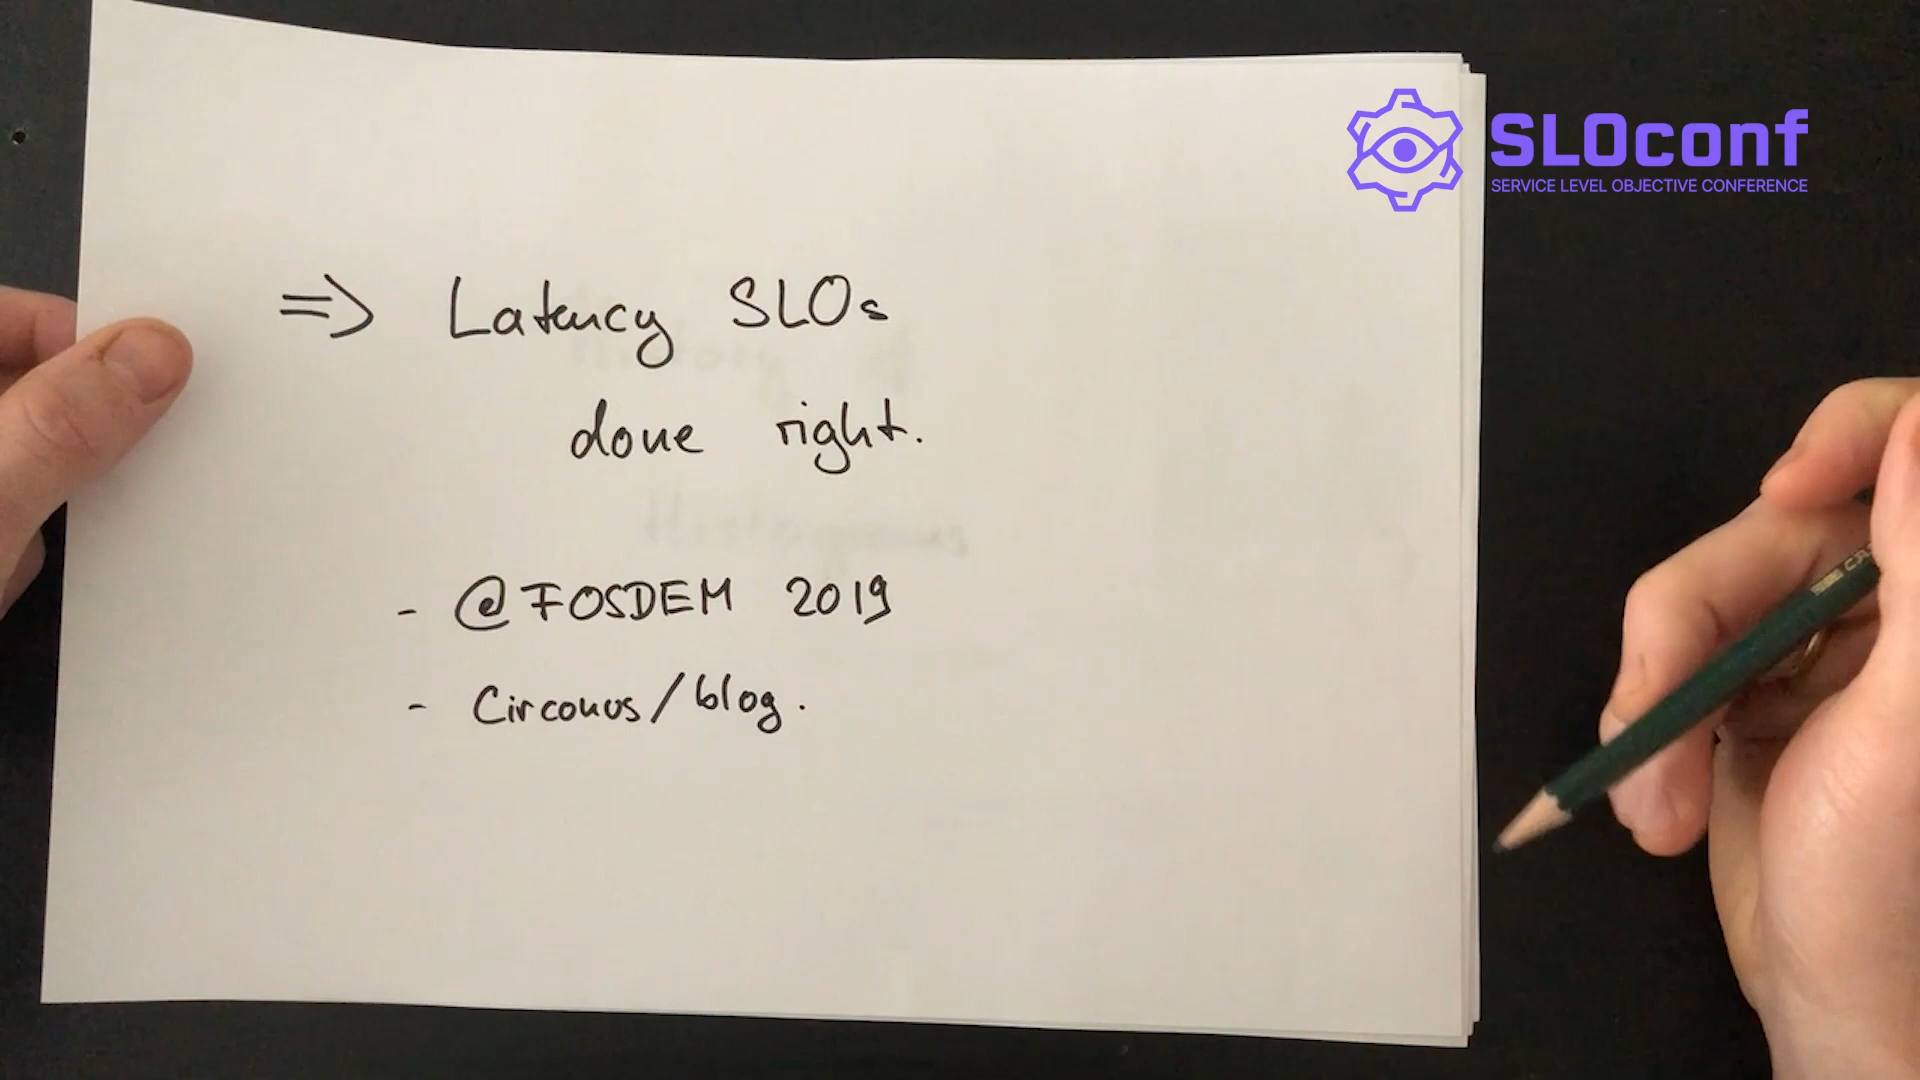 SLOconf
SERVICE LEVEL OBJECTIVE CONFERENCE
=> Latency SLOs
done right.
- @FOSDEM 2019
- Circonus/blog.